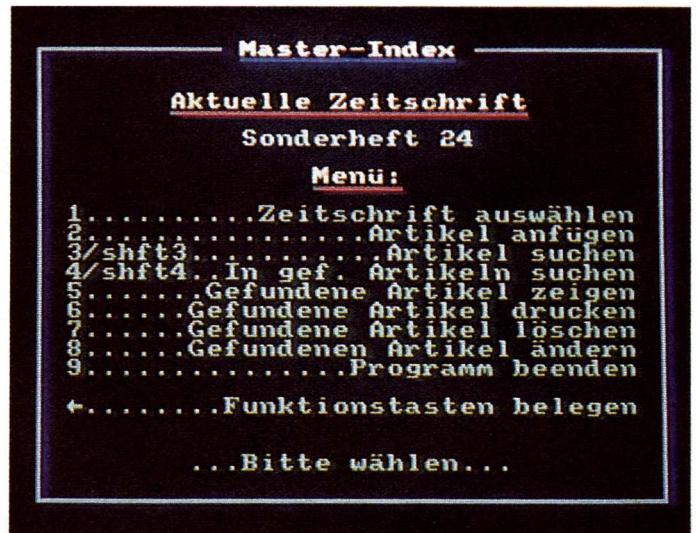 Master-Index
Aktuelle Zeitschrift
Sonderheft 24
Menü:
1..........Zeitschrift auswählen
2.................Artikel anfügen
3/shft3............Artikel suchen
4/shft4..In gef. Artikeln suchen
5.......Gefundene Artikel zeigen
6......Gefundene Artikel drucken
7......Gefundene Artikel löschen
8......Gefundenen Artikel ändern
9................Programm beenden
←........Funktionstasten belegen
...Bitte wählen...